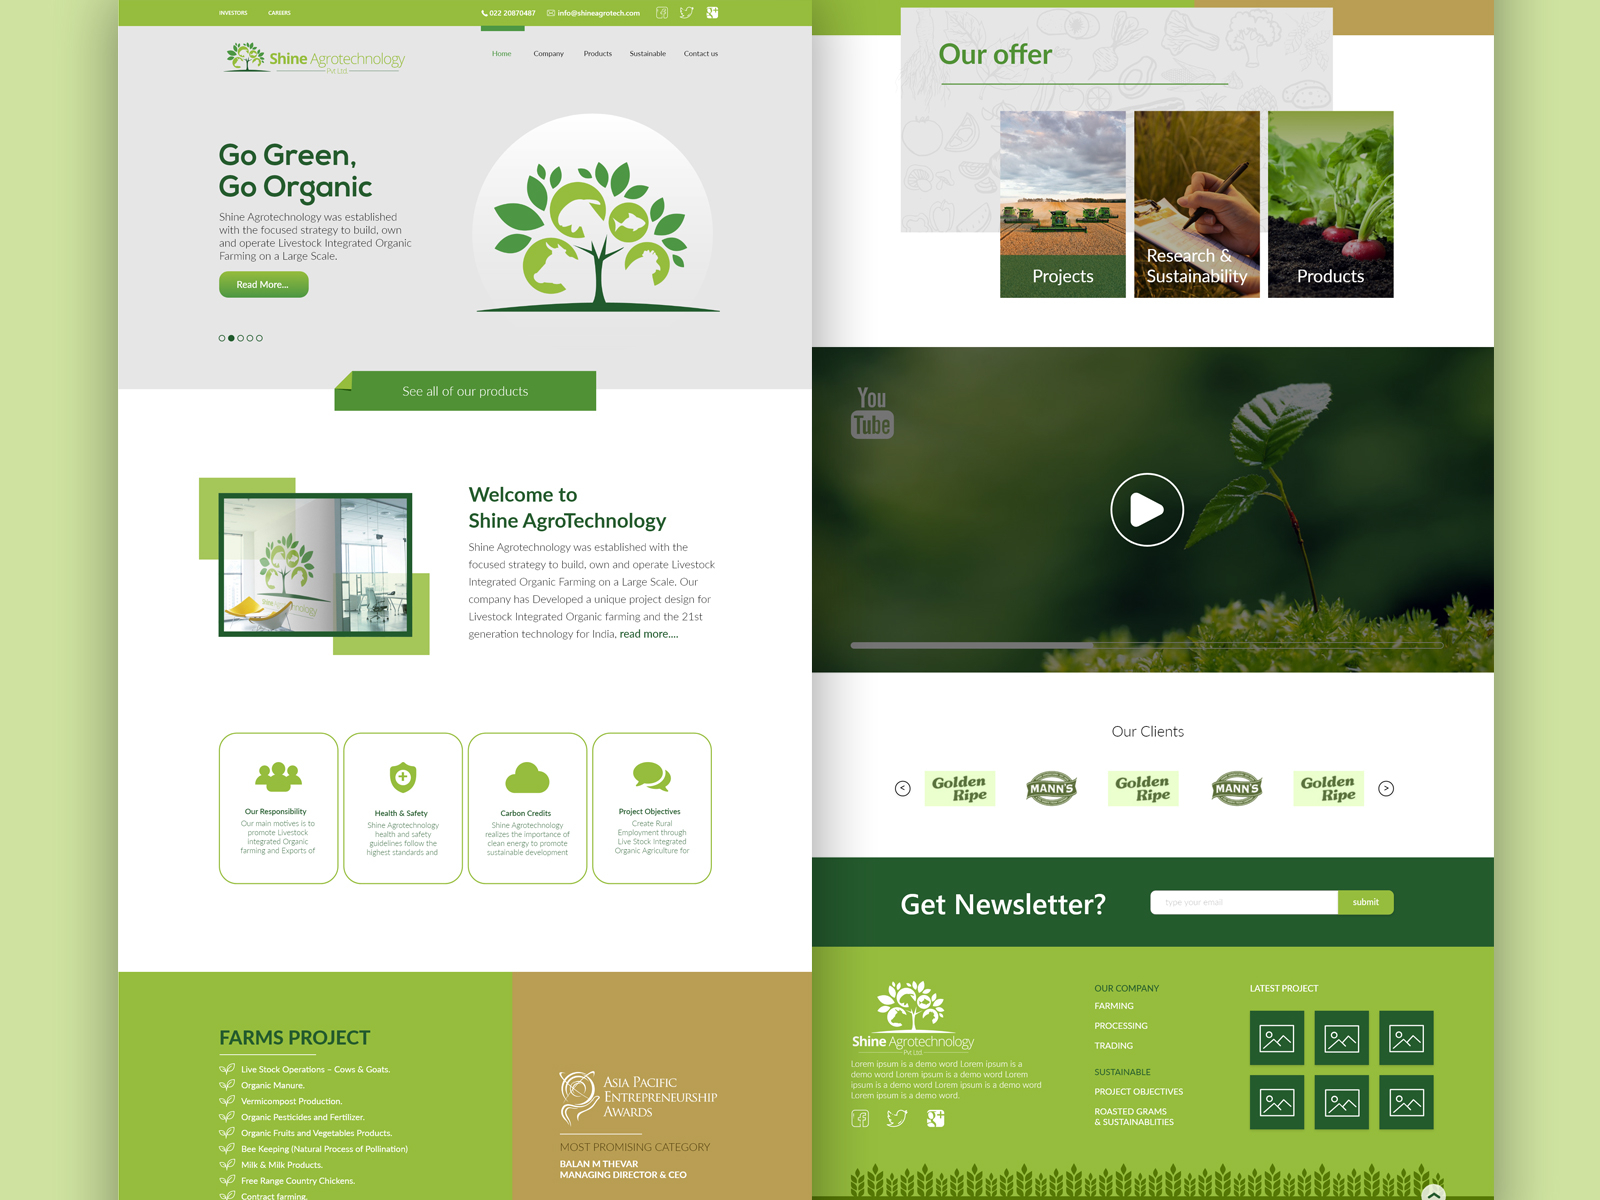 INVESTORS
CAREERS
022 20870487
info@shineagrotech.com
Shine Agrotechnology
Pvt Ltd
Home
Company
Products
Sustainable
Contact us
Go Green,
Go Organic
Shine Agrotechnology was established
with the focused strategy to build, own
and operate Livestock Integrated Organic
Farming on a Large Scale.
Read More...
See all of our products
Welcome to
Shine AgroTechnology
Shine Agrotechnology was established with the
focused strategy to build, own and operate Livestock
Integrated Organic Farming on a Large Scale, Our
company has Developed a unique project design for
Livestock Integrated Organic farming and the 21st
generation technology for India, read more....
Our Responsibility
Our main motives is to
promote Livestock
Integrated Organic
farming and Exports of
Health & Safety
Shine Agrotechnology
health and safety
guidelines follow the
highest standards and
Carbon Credits
Shine Agrotechnology
realizes the importance of
clean energy to promote
sustainable development
Project Objectives
Create Rural
Employment through
Live Stock Integrated
Organic Agriculture for
FARMS PROJECT
Live Stock Operations – Cows & Goats.
Organic Manure.
Vermicompost Production.
Organic Pesticides and Fertilizer.
Organic Fruits and Vegetables Products.
Bee Keeping (Natural Process of Pollination)
Milk & Milk Products.
Free Range Country Chickens.
Contract farming.
ASIA PACIFIC
ENTREPRENEURSHIP
AWARDS
MOST PROMISING CATEGORY
BALAN M THEVAR
MANAGING DIRECTOR & CEO
Our offer
Projects
Research &
Sustainability
Products
You
Tube
Our Clients
Golden
Ripe
MANN'S
Golden
Ripe
MANN'S
Golden
Ripe
Get Newsletter?
type your email
submit
Shine Agrotechnology
Pvt Ltd
Lorem ipsum is a demo word Lorem ipsum is a
demo word Lorem ipsum is a demo word Lorem
ipsum is a demo word Lorem ipsum is a demo word
Lorem ipsum is a demo word.
OUR COMPANY
FARMING
PROCESSING
TRADING
SUSTAINABLE
PROJECT OBJECTIVES
ROASTED GRAMS
& SUSTAINABLITIES
LATEST PROJECT